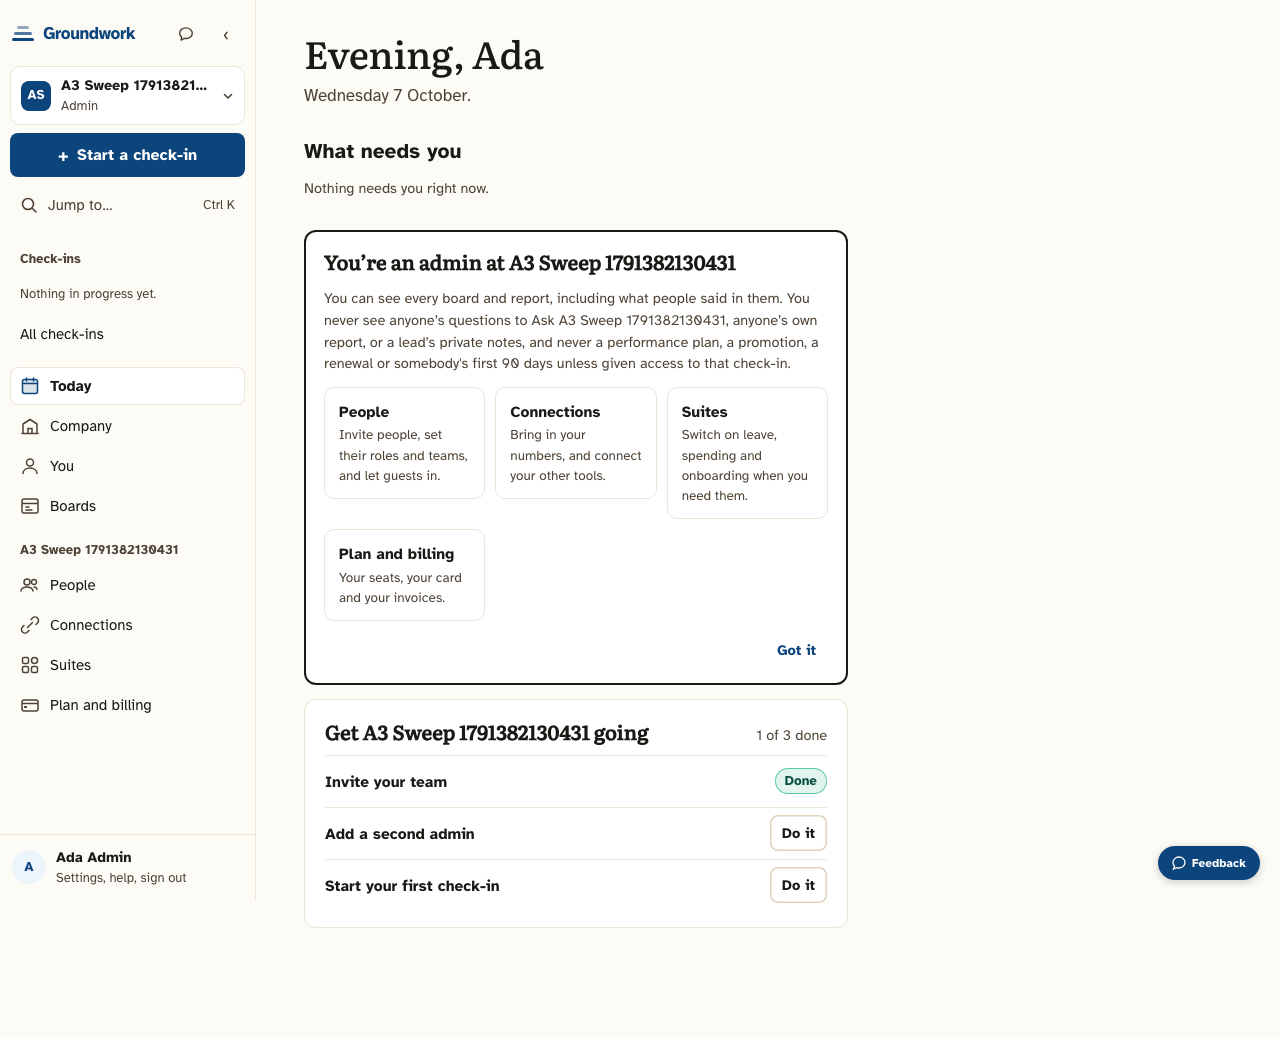 Groundwork
AS
A3 Sweep 17913821...
Admin
+ Start a check-in
Jump to...
Ctrl K
Check-ins
Nothing in progress yet.
All check-ins
Today
Company
You
Boards
A3 Sweep 1791382130431
People
Connections
Suites
Plan and billing
A
Ada Admin
Settings, help, sign out
Evening, Ada
Wednesday 7 October.
What needs you
Nothing needs you right now.
You’re an admin at A3 Sweep 1791382130431
You can see every board and report, including what people said in them. You
never see anyone’s questions to Ask A3 Sweep 1791382130431, anyone’s own
report, or a lead’s private notes, and never a performance plan, a promotion, a
renewal or somebody's first 90 days unless given access to that check-in.
People
Invite people, set
their roles and teams,
and let guests in.
Connections
Bring in your
numbers, and connect
your other tools.
Suites
Switch on leave,
spending and
onboarding when you
need them.
Plan and billing
Your seats, your card
and your invoices.
Got it
Get A3 Sweep 1791382130431 going
1 of 3 done
Invite your team
Done
Add a second admin
Do it
Start your first check-in
Do it
Feedback